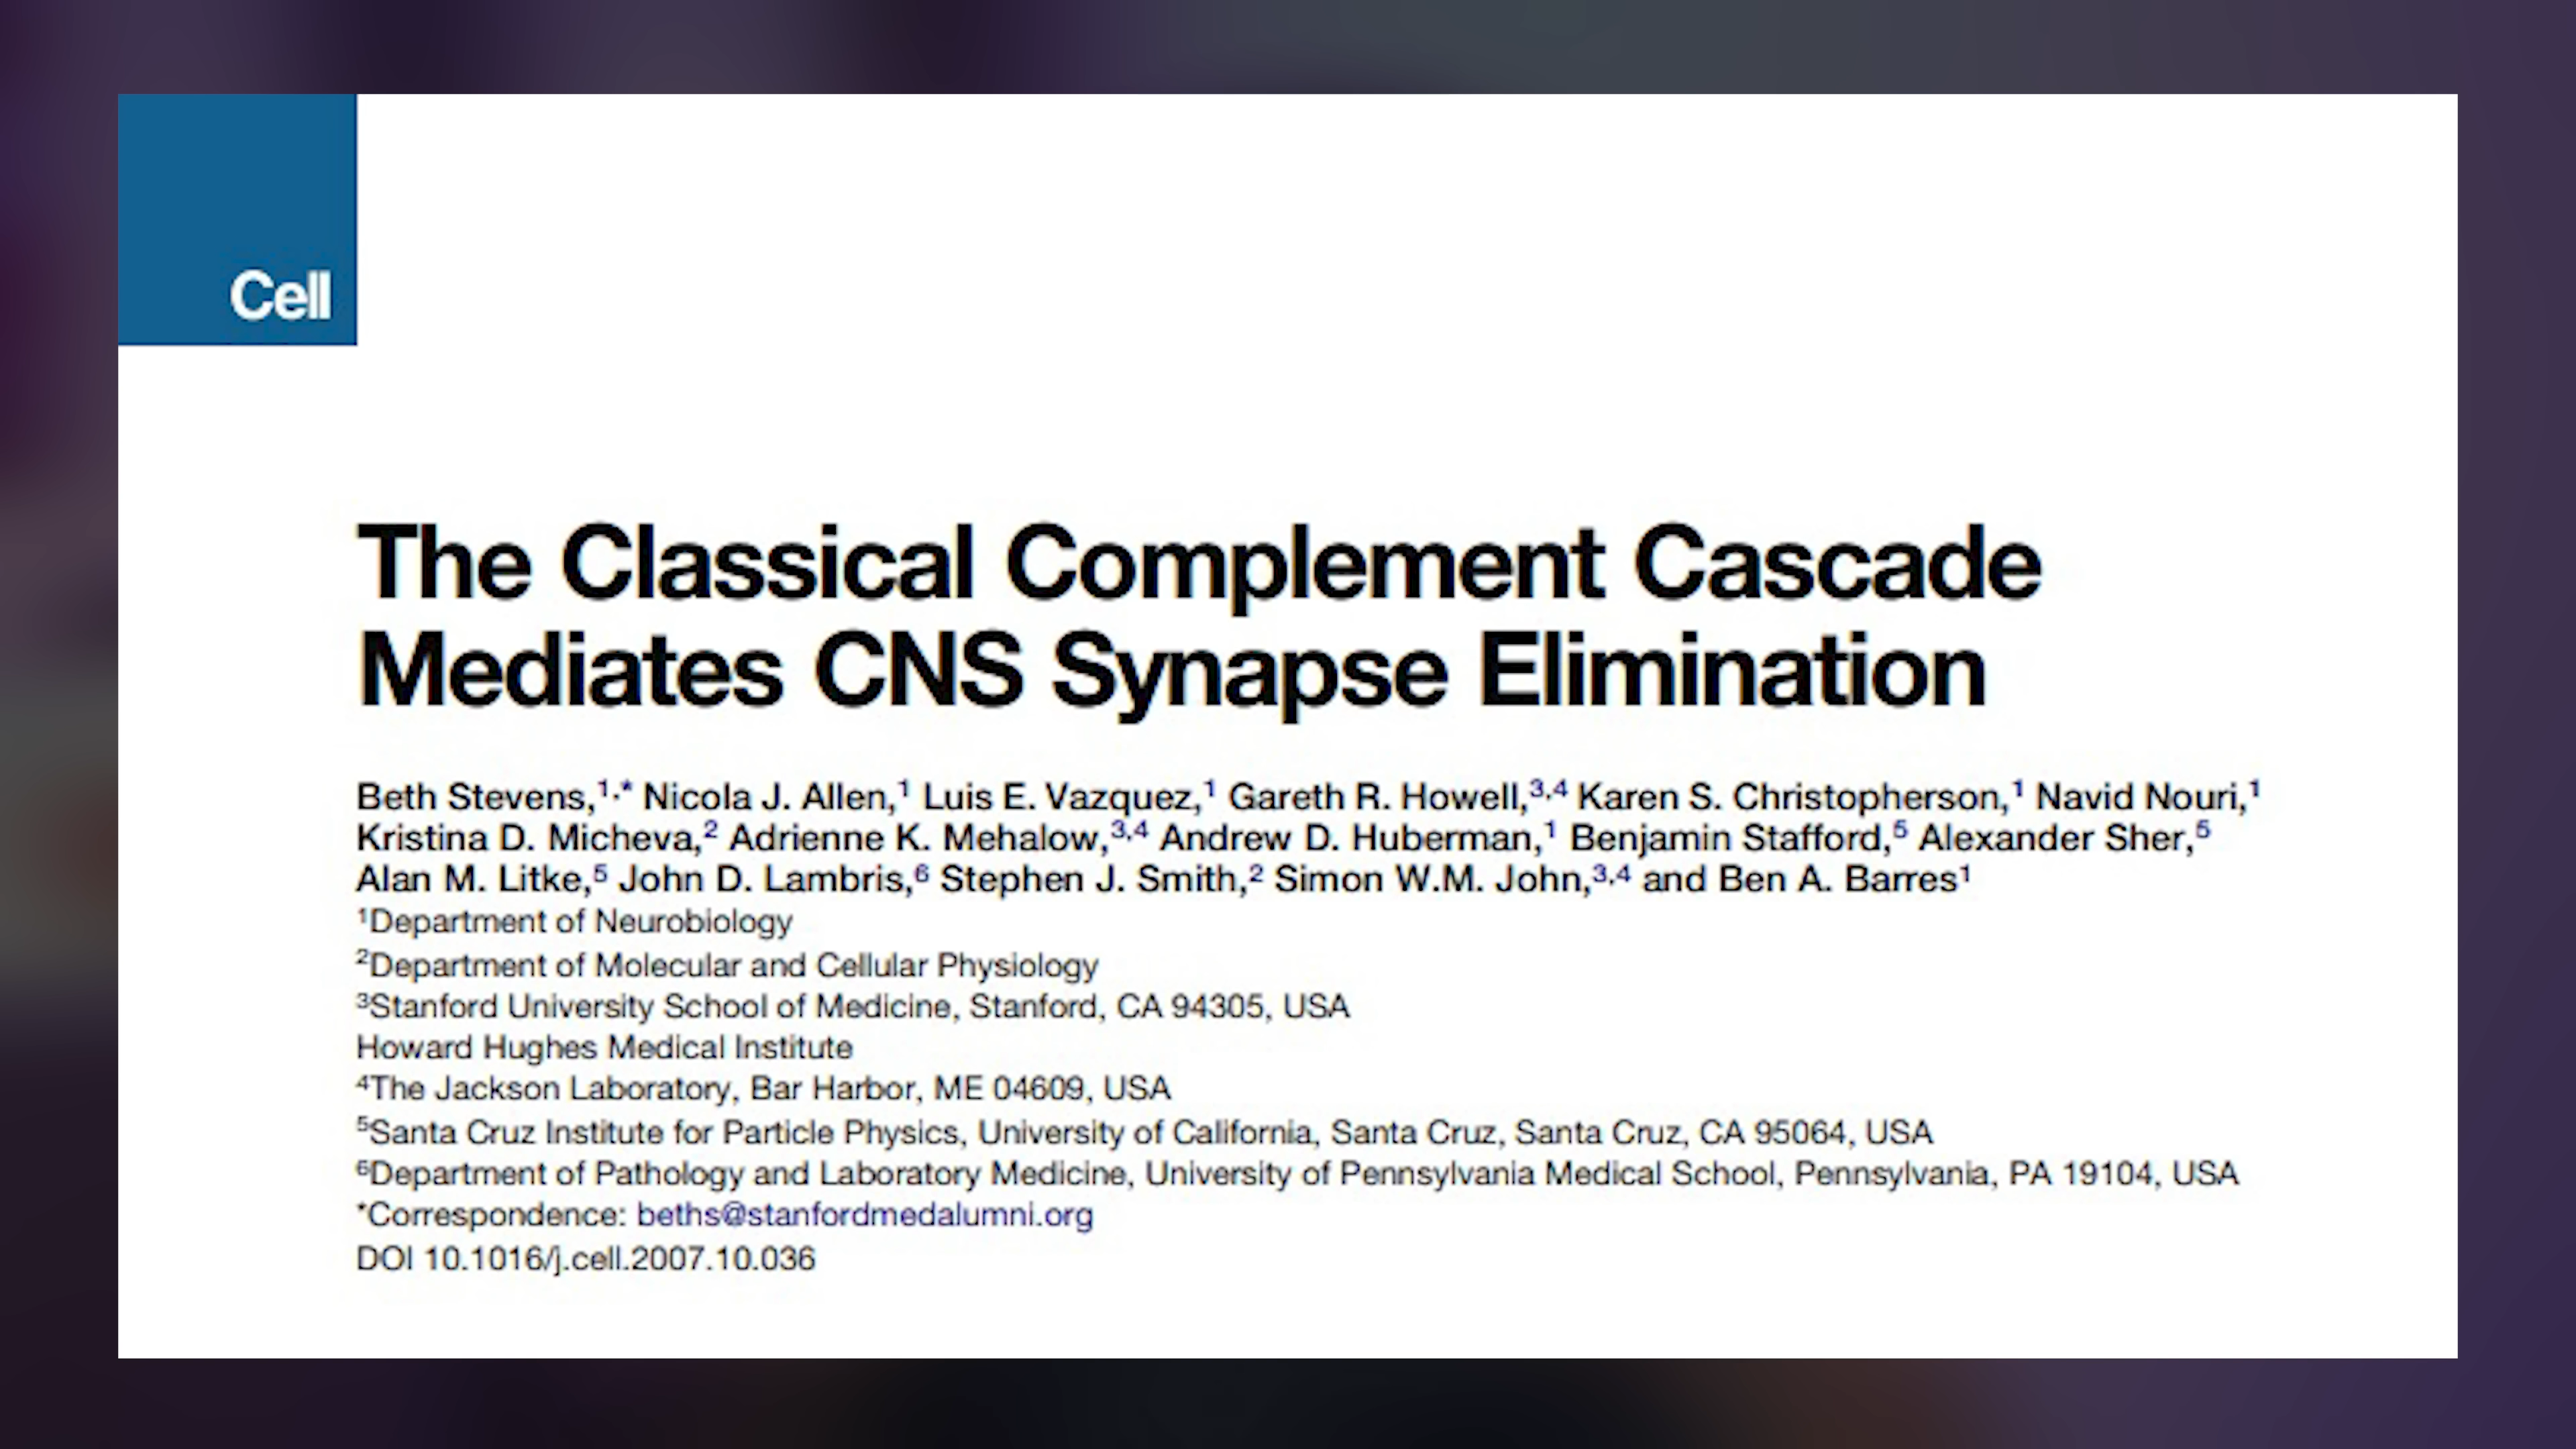 Cell
The Classical Complement Cascade
Mediates CNS Synapse Elimination
Beth Stevens,¹,* Nicola J. Allen,¹ Luis E. Vazquez,¹ Gareth R. Howell,³,⁴ Karen S. Christopherson,¹ Navid Nouri,¹
Kristina D. Micheva,² Adrienne K. Mehalow,³,⁴ Andrew D. Huberman,¹ Benjamin Stafford,⁵ Alexander Sher,⁵
Alan M. Litke,⁵ John D. Lambris,⁶ Stephen J. Smith,² Simon W.M. John,³,⁴ and Ben A. Barres¹
¹Department of Neurobiology
²Department of Molecular and Cellular Physiology
³Stanford University School of Medicine, Stanford, CA 94305, USA
Howard Hughes Medical Institute
⁴The Jackson Laboratory, Bar Harbor, ME 04609, USA
⁵Santa Cruz Institute for Particle Physics, University of California, Santa Cruz, Santa Cruz, CA 95064, USA
⁶Department of Pathology and Laboratory Medicine, University of Pennsylvania Medical School, Pennsylvania, PA 19104, USA
*Correspondence: beths@stanfordmedalumni.org
DOI 10.1016/j.cell.2007.10.036